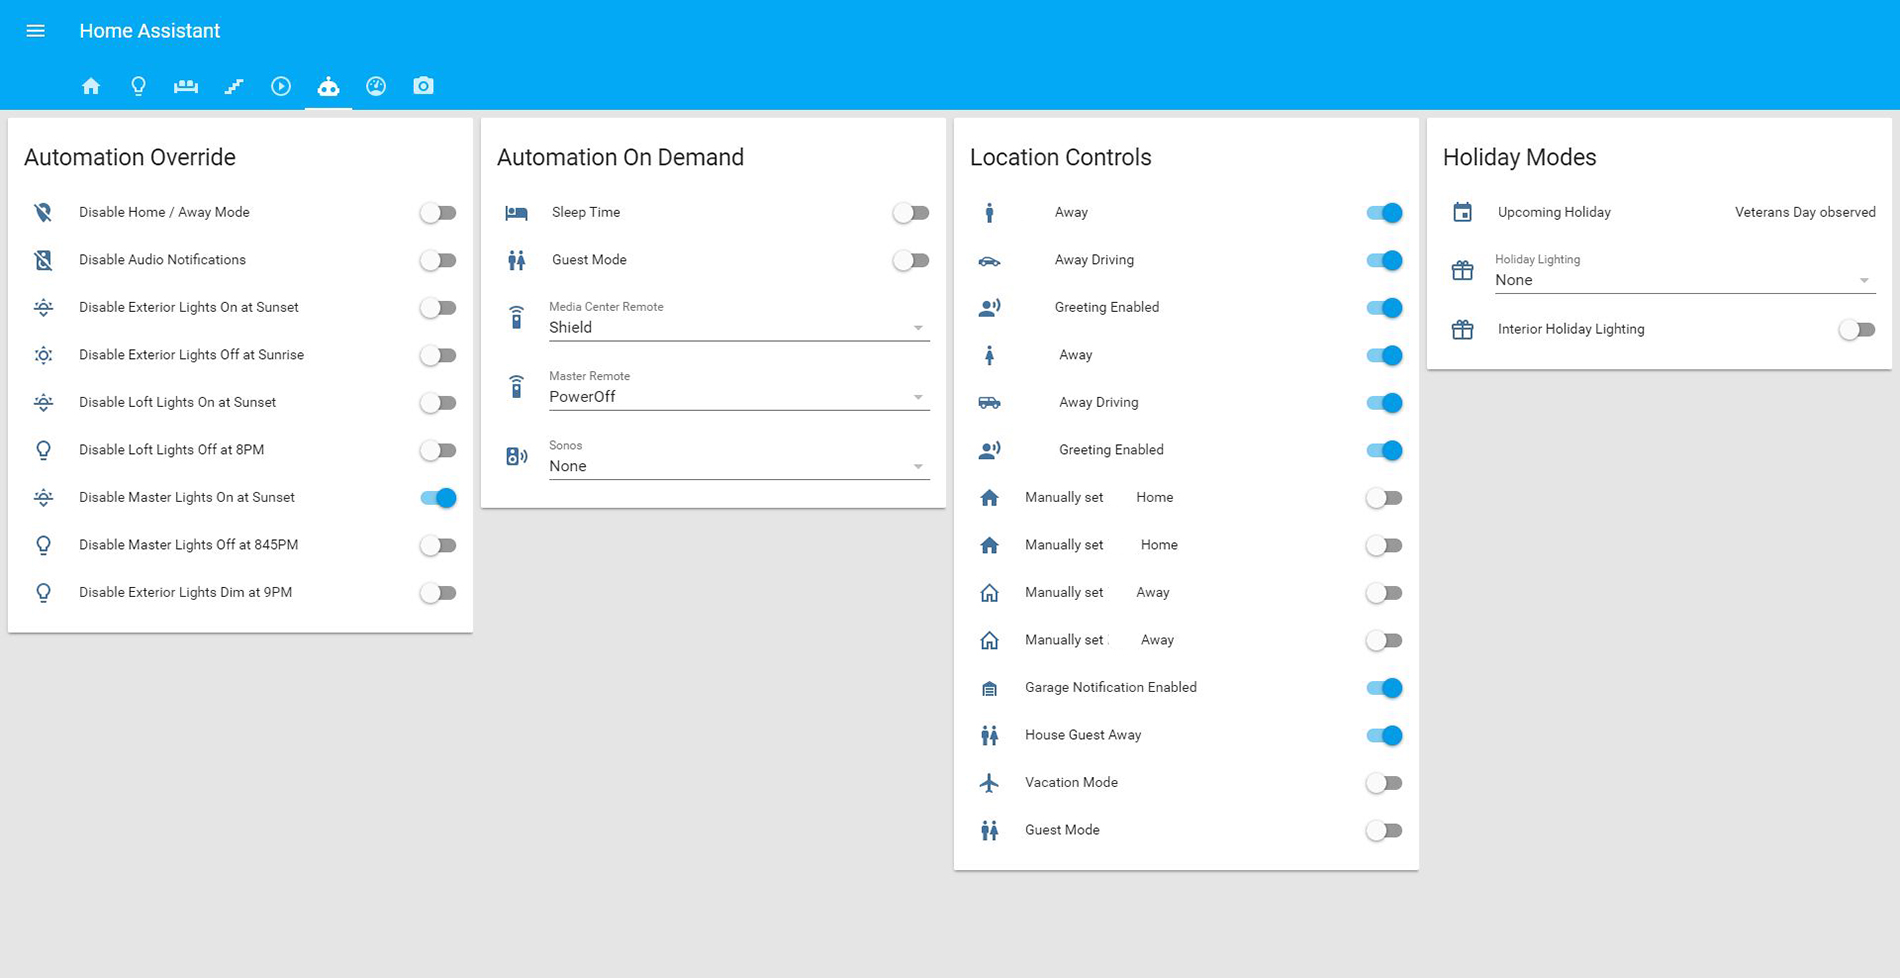 Home Assistant
Automation Override
Disable Home / Away Mode
Disable Audio Notifications
Disable Exterior Lights On at Sunset
Disable Exterior Lights Off at Sunrise
Disable Loft Lights On at Sunset
Disable Loft Lights Off at 8PM
Disable Master Lights On at Sunset
Disable Master Lights Off at 845PM
Disable Exterior Lights Dim at 9PM
Automation On Demand
Sleep Time
Guest Mode
Media Center Remote
Shield
Master Remote
PowerOff
Sonos
None
Location Controls
Away
Away Driving
Greeting Enabled
Away
Away Driving
Greeting Enabled
Manually set Home
Manually set Home
Manually set Away
Manually set Away
Garage Notification Enabled
House Guest Away
Vacation Mode
Guest Mode
Holiday Modes
Upcoming Holiday Veterans Day observed
Holiday Lighting
None
Interior Holiday Lighting